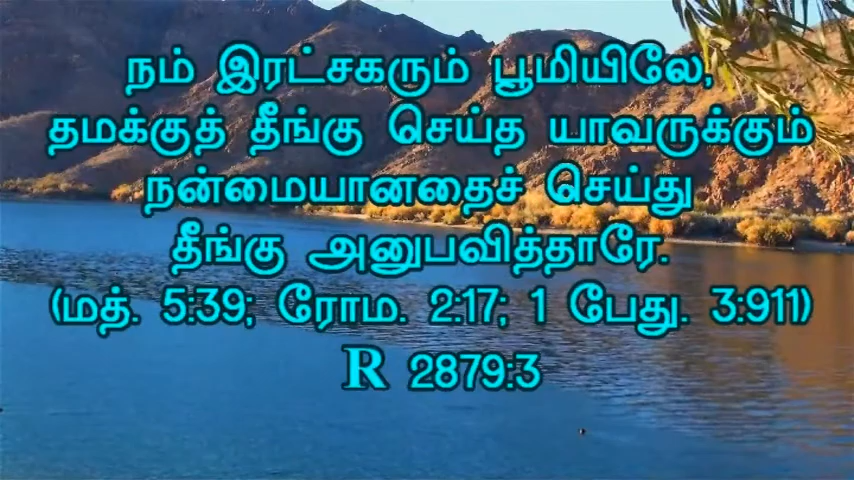 நம் இரட்சகரும் பூமியிலே,
தமக்குத் தீங்கு செய்த யாவருக்கும்
நன்மையானதைச் செய்து
தீங்கு அனுபவித்தாரே.
(மத். 5:39; ரோம. 2:17; 1 பேது. 3:911)
R 2879:3